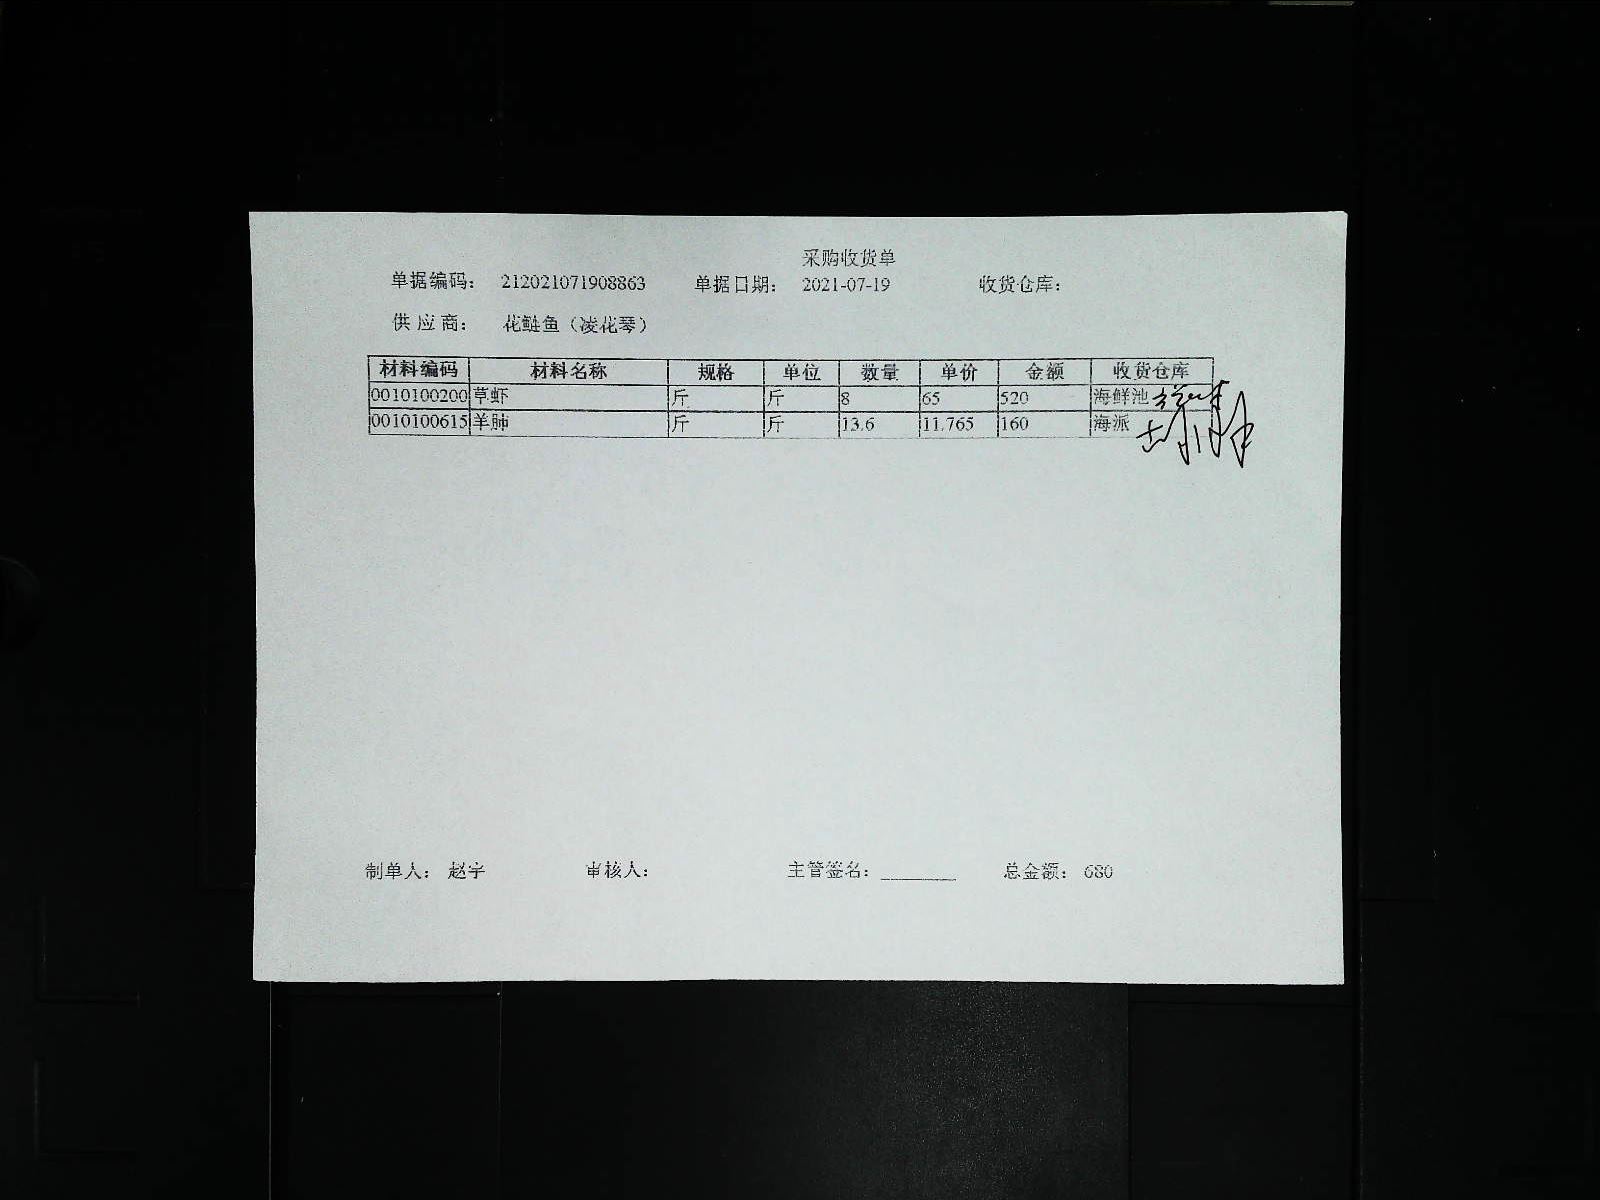 采购收货单
单据编码： 212021071908863 单据日期： 2021-07-19 收货仓库：
供 应 商： 花鲢鱼（凌花琴）
材料编码 材料名称 规格 单位 数量 单价 金额 收货仓库
0010100200 草虾 斤 斤 8 65 520 海鲜池
0010100615 羊肺 斤 斤 13.6 11.765 160 海派
制单人： 赵宇 审核人： 主管签名： 总金额： 680